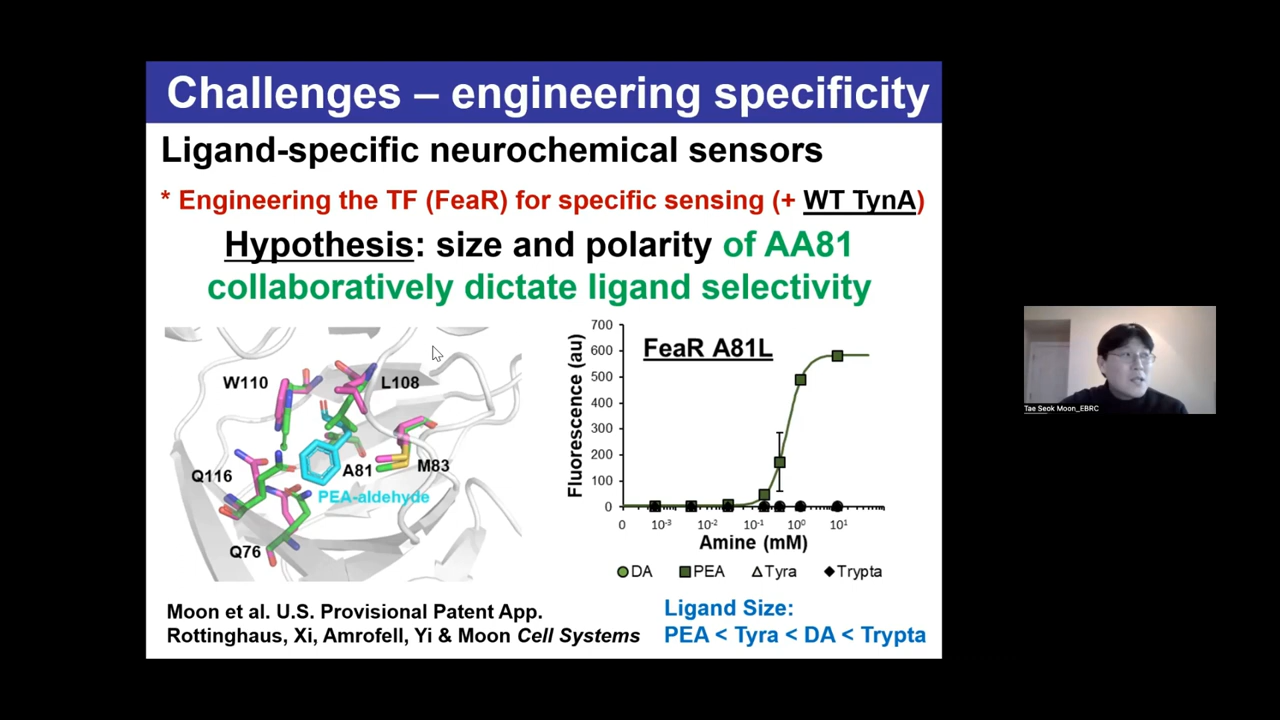 Challenges – engineering specificity
Ligand-specific neurochemical sensors
* Engineering the TF (FeaR) for specific sensing (+ WT TynA)
Hypothesis: size and polarity of AA81
collaboratively dictate ligand selectivity
W110
L108
Q116
A81
M83
PEA-aldehyde
Q76
FeaR A81L
Fluorescence (au)
700
600
500
400
300
200
100
0
0 10⁻³ 10⁻² 10⁻¹ 10⁰ 10¹
Amine (mM)
DA PEA Tyra Trypta
Moon et al. U.S. Provisional Patent App.
Rottinghaus, Xi, Amrofell, Yi & Moon Cell Systems
Ligand Size:
PEA < Tyra < DA < Trypta
Tae Seok Moon_EBRC